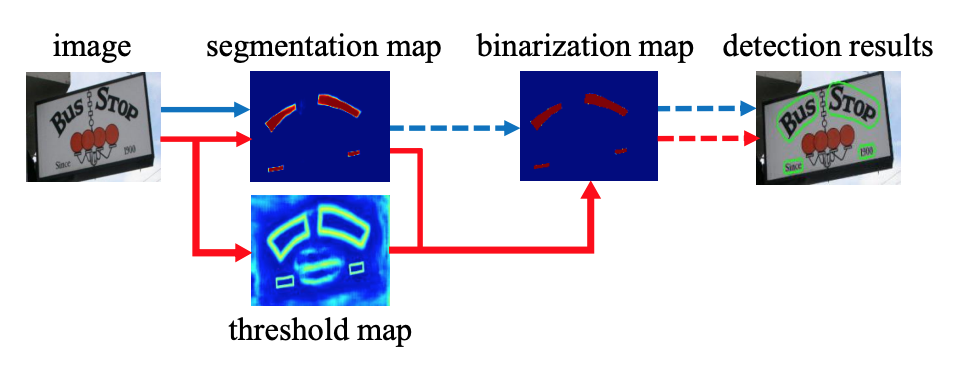 image
segmentation map
binarization map
detection results
BUS STOP
Since 1900
BUS STOP
Since 1900
threshold map